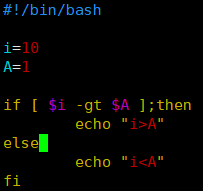 #!/bin/bash
i=10
A=1
if [ $i -gt $A ];then
echo "i>A"
else
echo "i<A"
fi